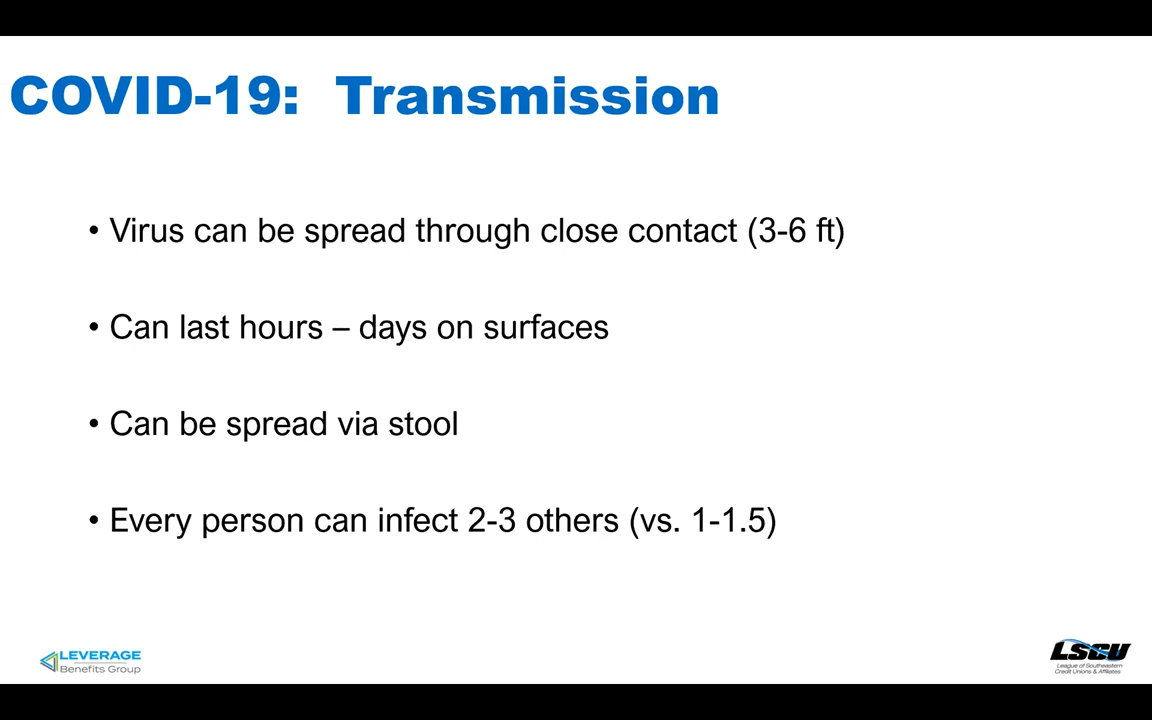 COVID-19: Transmission
• Virus can be spread through close contact (3-6 ft)
• Can last hours – days on surfaces
• Can be spread via stool
• Every person can infect 2-3 others (vs. 1-1.5)
LEVERAGE
Benefits Group
LSCU
League of Southeastern
Credit Unions & Affiliates